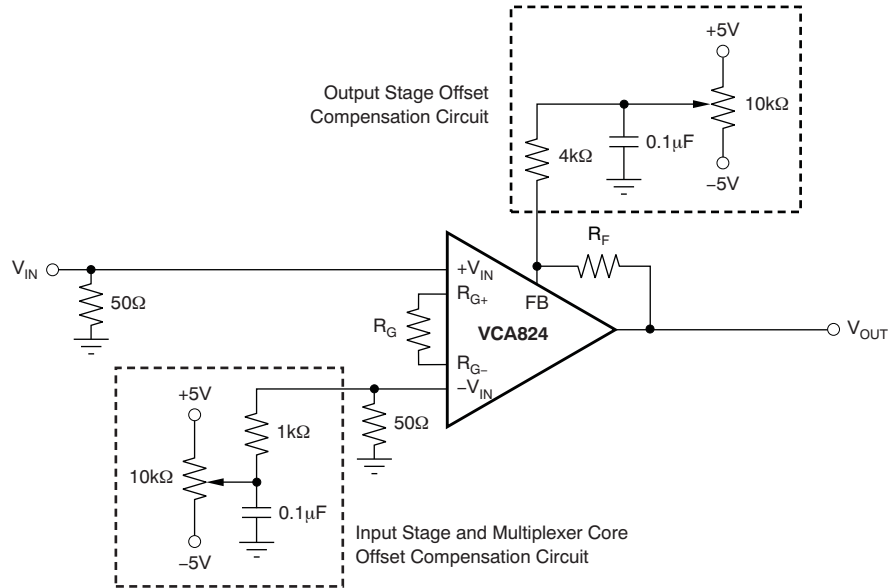 +5V
Output Stage Offset
Compensation Circuit
10kΩ
0.1μF
4kΩ
−5V
R_F
V_IN
+V_IN
R_G+
FB
50Ω
R_G
VCA824
V_OUT
R_G−
−V_IN
+5V
50Ω
1kΩ
10kΩ
0.1μF
Input Stage and Multiplexer Core
Offset Compensation Circuit
−5V